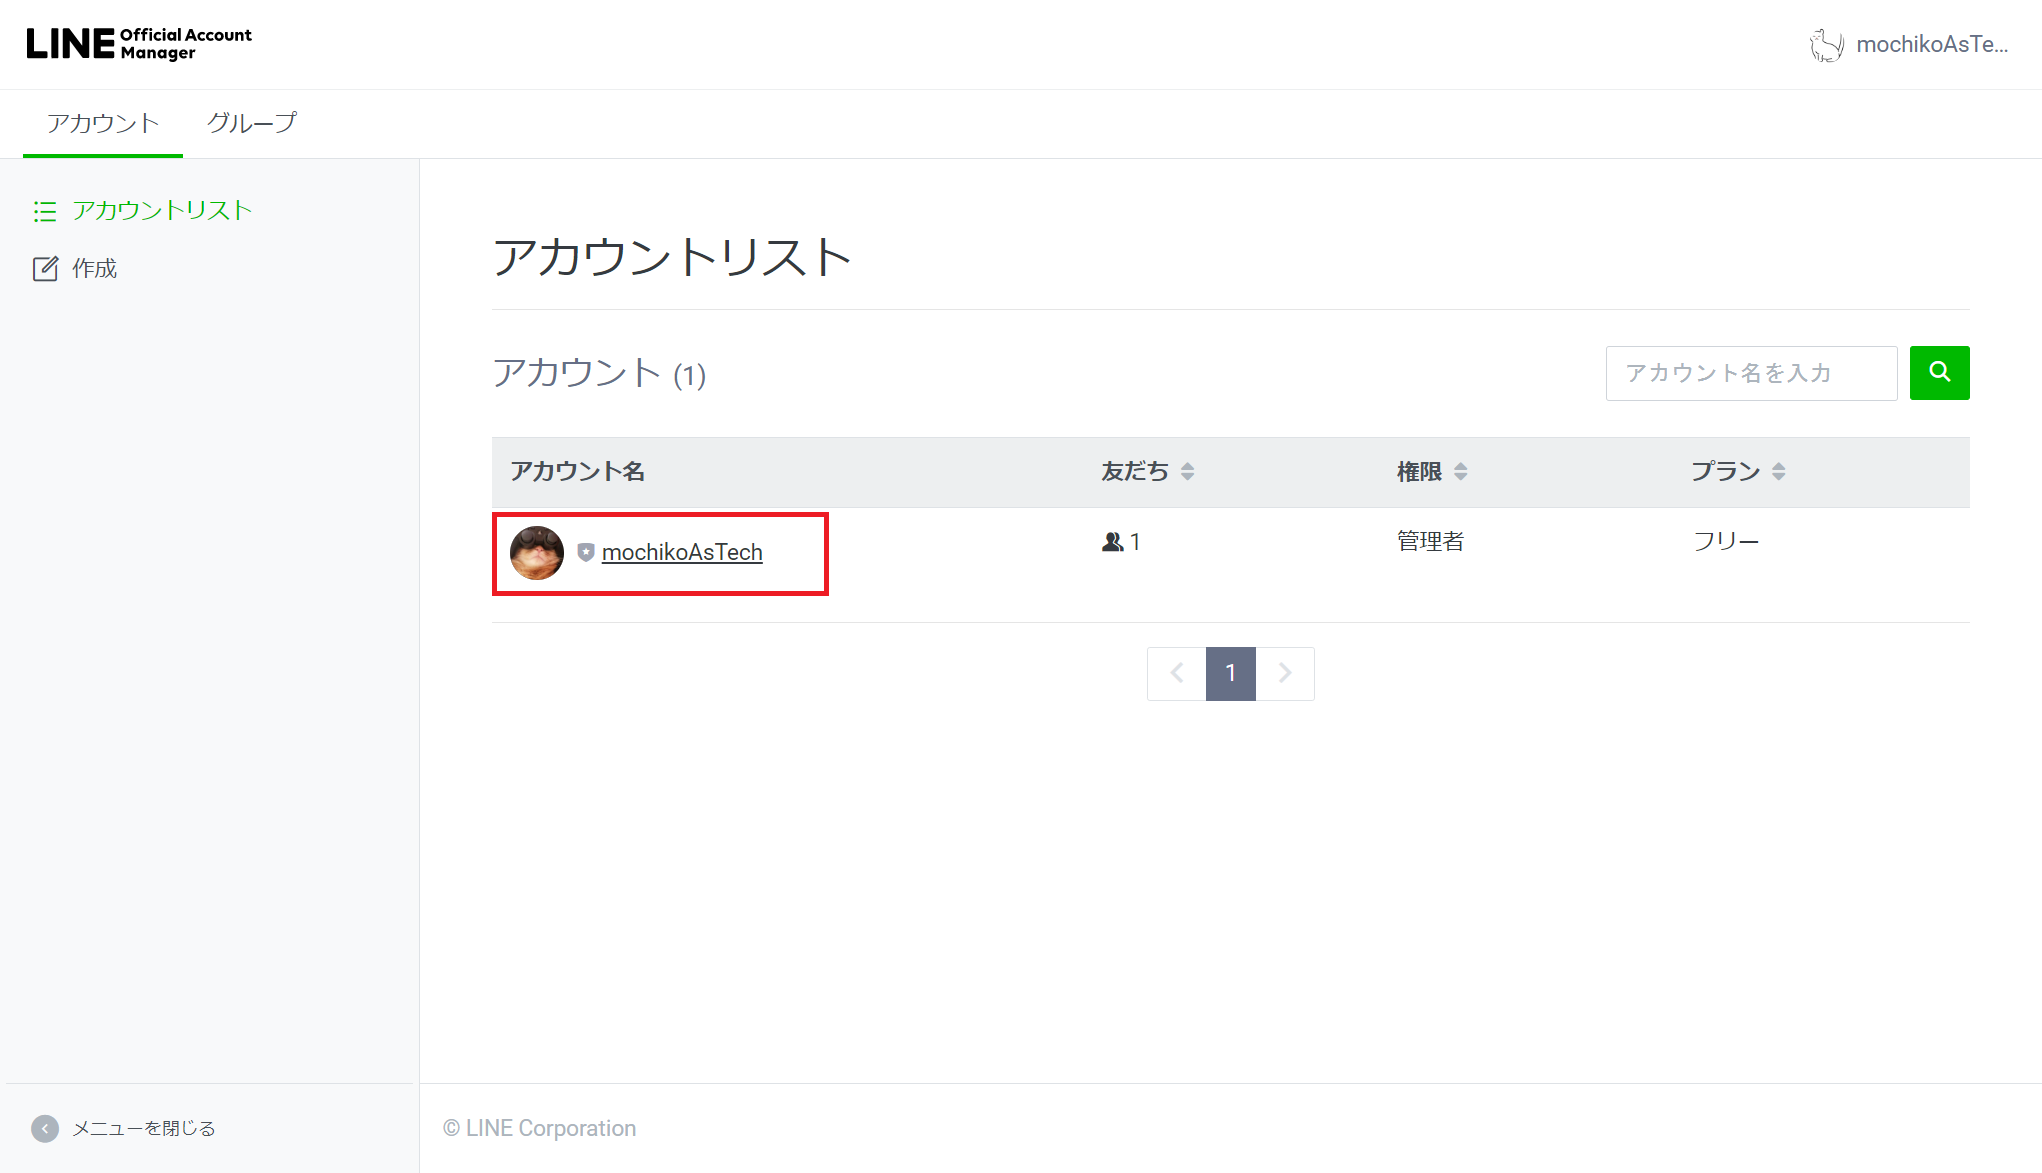 LINE Official Account Manager
mochikoAsTe...
アカウント
グループ
アカウントリスト
作成
アカウントリスト
アカウント (1)
アカウント名を入力
アカウント名 友だち 権限 プラン
mochikoAsTech 1 管理者 フリー
1
メニューを閉じる
© LINE Corporation